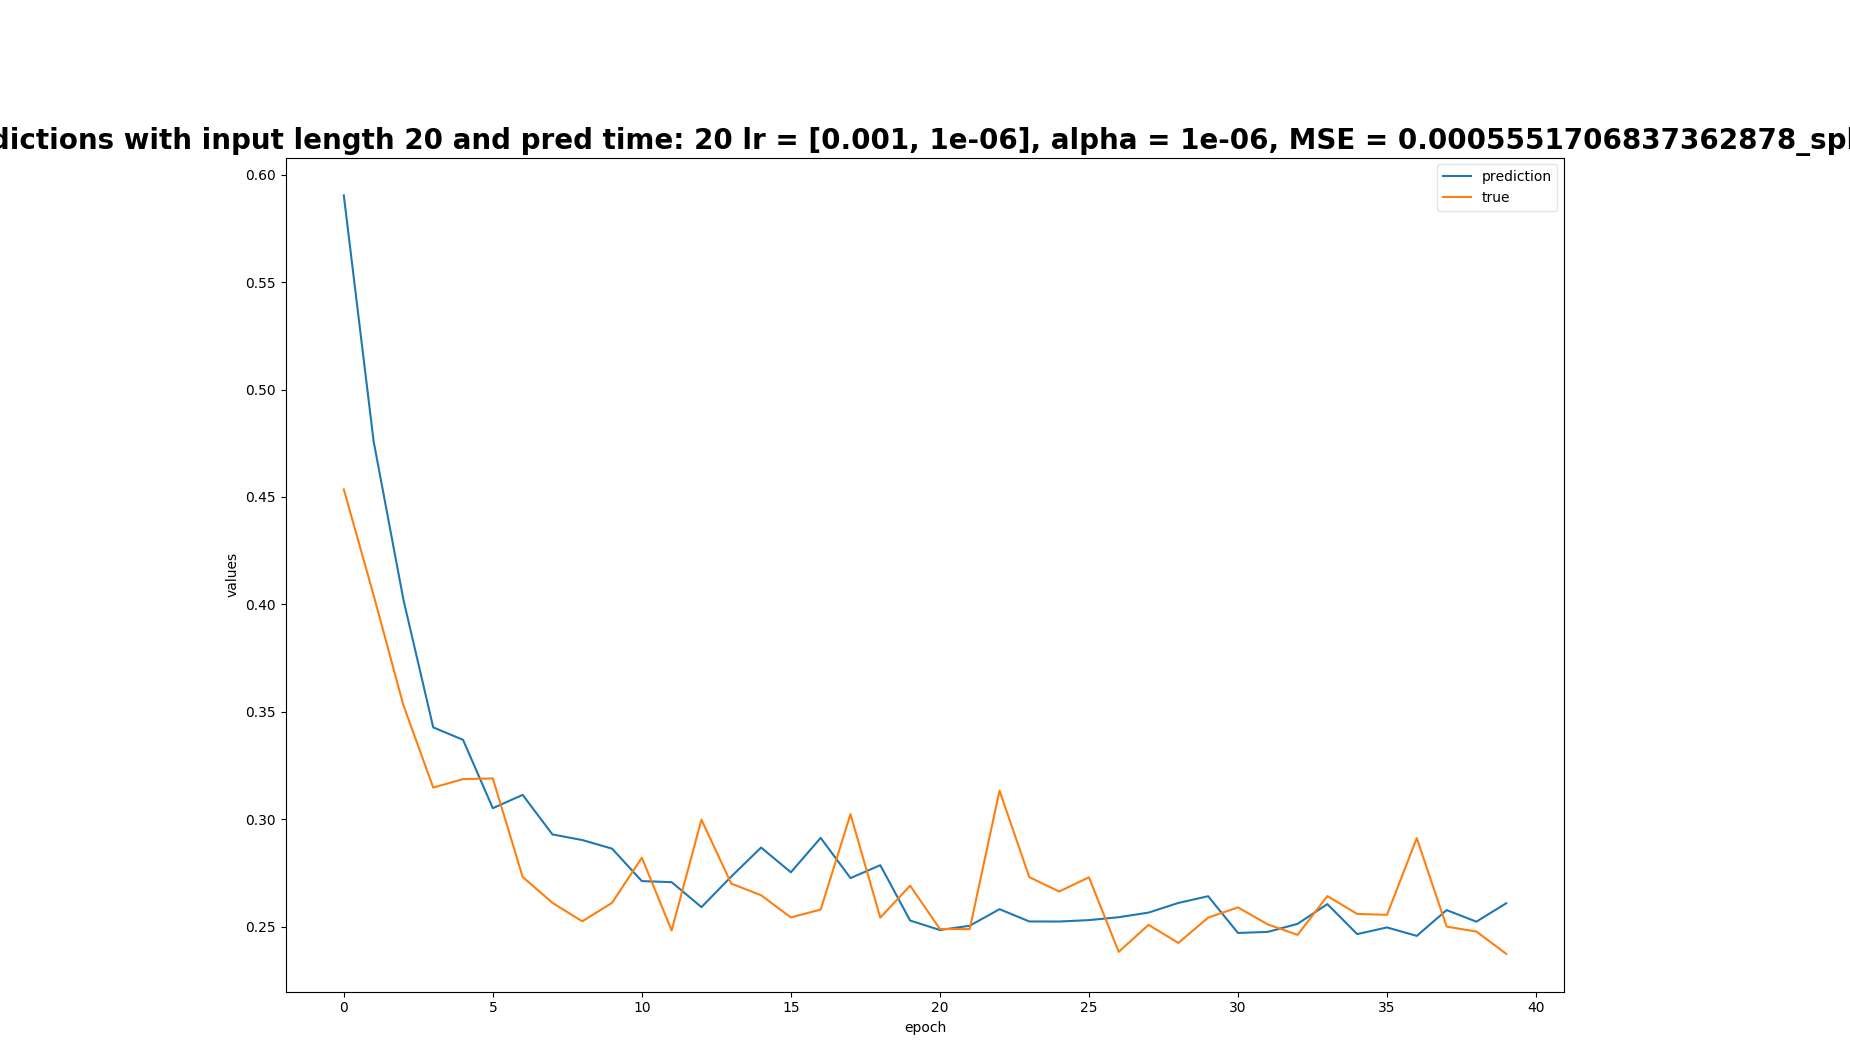 dictions with input length 20 and pred time: 20 lr = [0.001, 1e-06], alpha = 1e-06, MSE = 0.0005551706837362878_spl
prediction
true
0.60
0.55
0.50
0.45
0.40
0.35
0.30
0.25
values
0 5 10 15 20 25 30 35 40
epoch